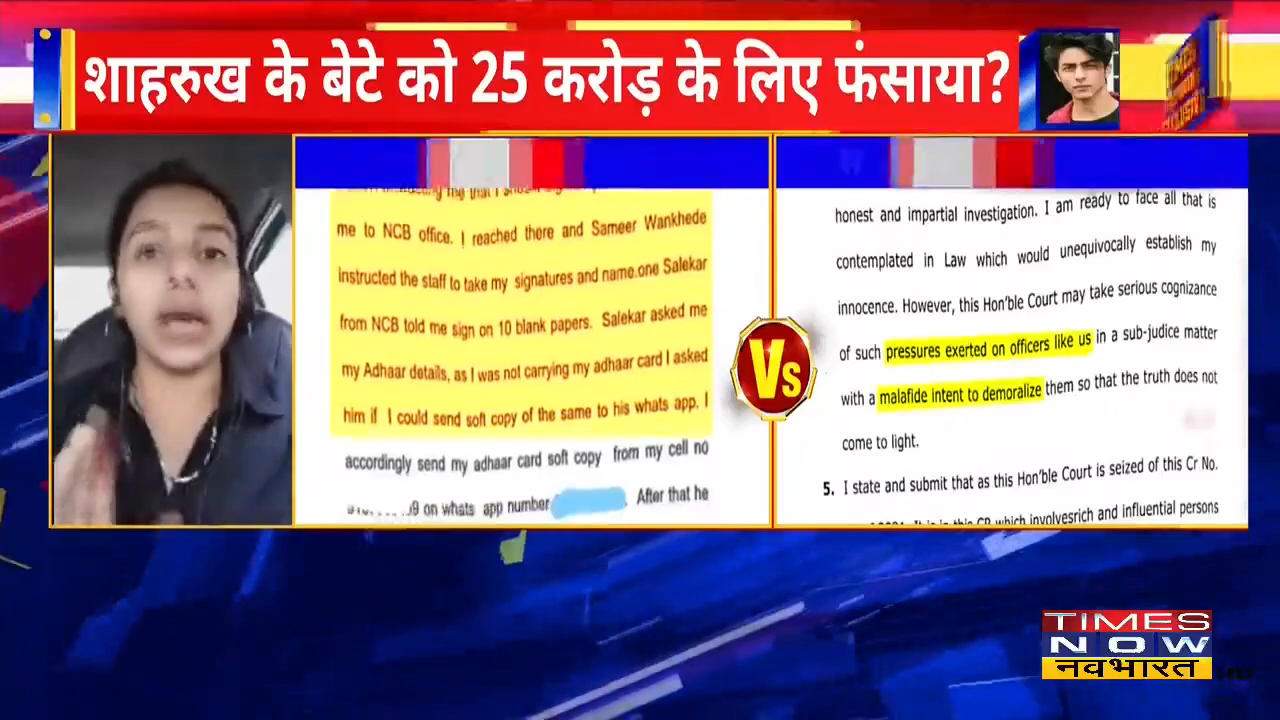 शाहरुख के बेटे को 25 करोड़ के लिए फंसाया?
me to NCB office. I reached there and Sameer Wankhede
instructed the staff to take my signatures and name.one Salekar
from NCB told me sign on 10 blank papers. Salekar asked me
my Adhaar details, as I was not carrying my adhaar card I asked
him if I could send soft copy of the same to his whats app. I
accordingly send my adhaar card soft copy from my cell no
9 on whats app number After that he
Vs
honest and impartial investigation. I am ready to face all that is
contemplated in Law which would unequivocally establish my
innocence. However, this Hon'ble Court may take serious cognizance
of such pressures exerted on officers like us in a sub-judice matter
with a malafide intent to demoralize them so that the truth does not
come to light.
5. I state and submit that as this Hon'ble Court is seized of this Cr No.
which involvesrich and influential persons
TIMES
NOW
नवभारत
HD